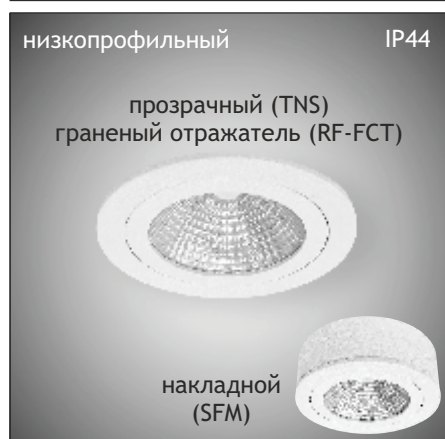 низкопрофильный IP44
прозрачный (TNS)
граненый отражатель (RF-FCT)
накладной
(SFM)